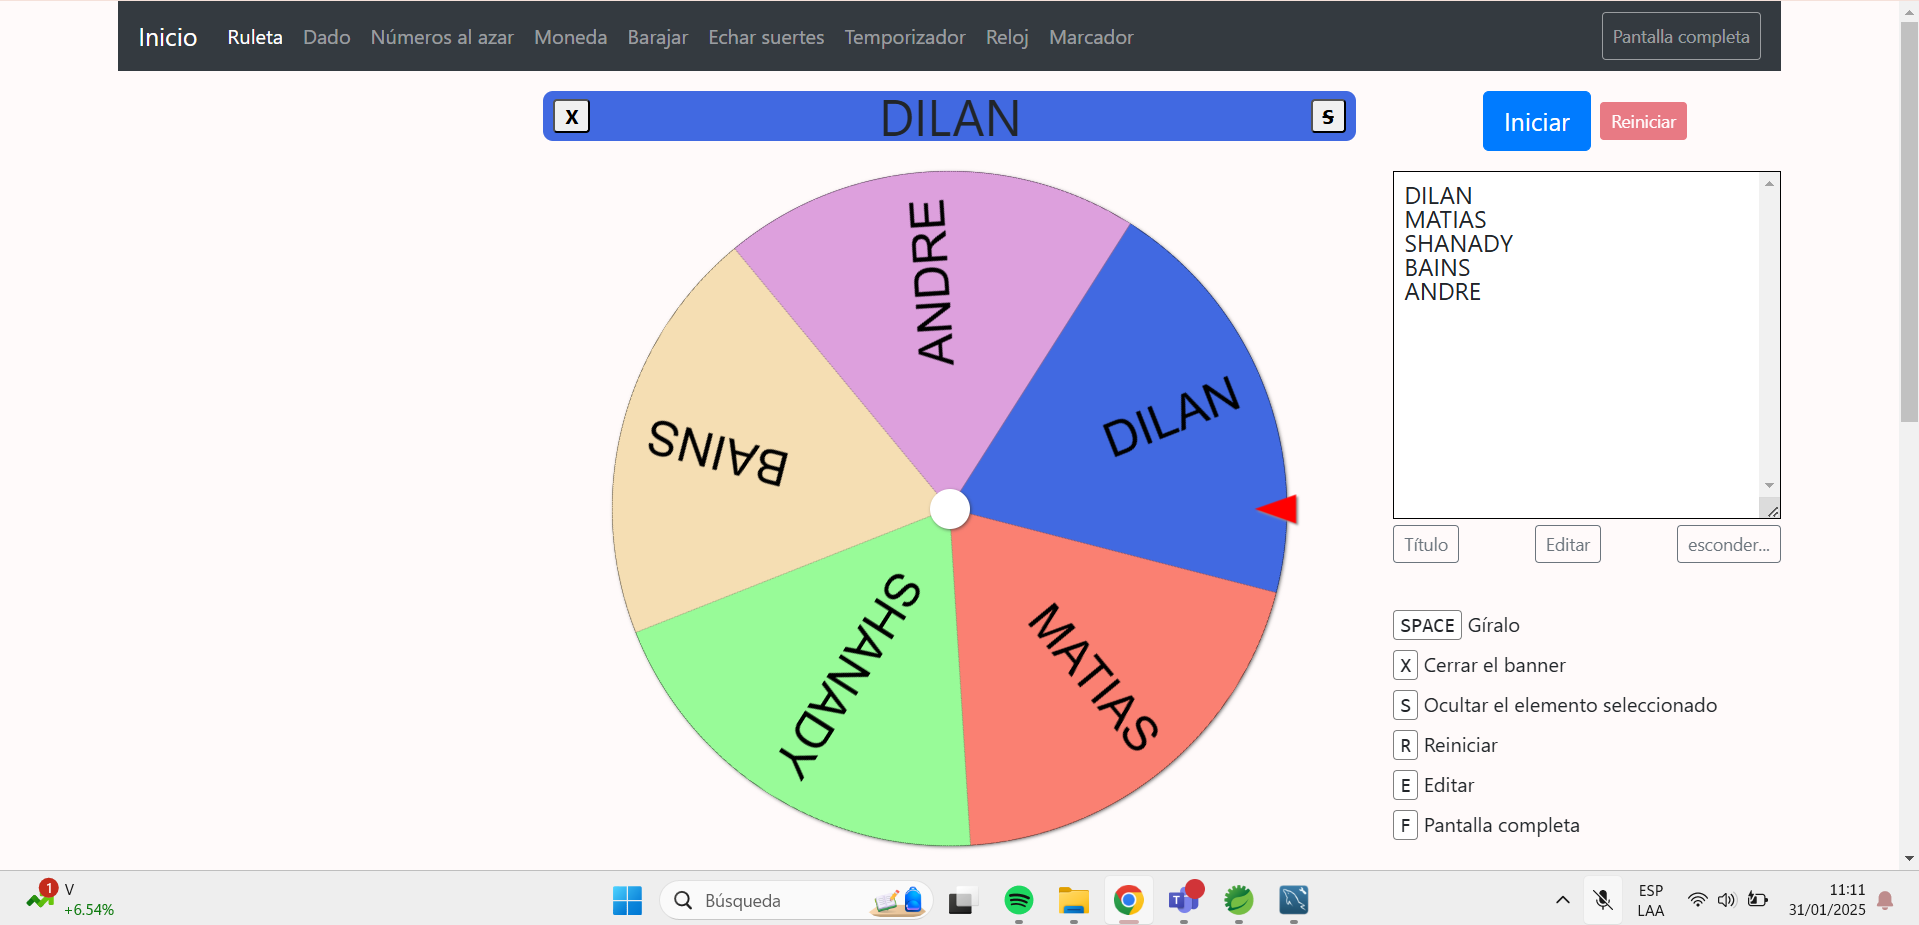 Inicio Ruleta Dado Números al azar Moneda Barajar Echar suertes Temporizador Reloj Marcador Pantalla completa
X DILAN S
Iniciar Reiniciar
ANDRE
DILAN
BAINS
SHANADY
MATIAS
DILAN
MATIAS
SHANADY
BAINS
ANDRE
Título Editar esconder...
SPACE Gíralo
X Cerrar el banner
S Ocultar el elemento seleccionado
R Reiniciar
E Editar
F Pantalla completa
1 V
+6.54%
Búsqueda
ESP
LAA
11:11
31/01/2025